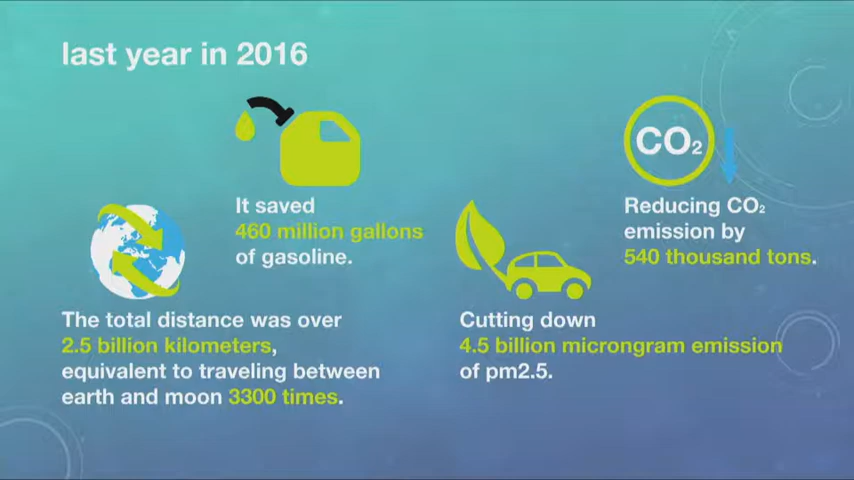 last year in 2016
It saved
460 million gallons
of gasoline.
CO₂
Reducing CO₂
emission by
540 thousand tons.
The total distance was over
2.5 billion kilometers,
equivalent to traveling between
earth and moon 3300 times.
Cutting down
4.5 billion microngram emission
of pm2.5.